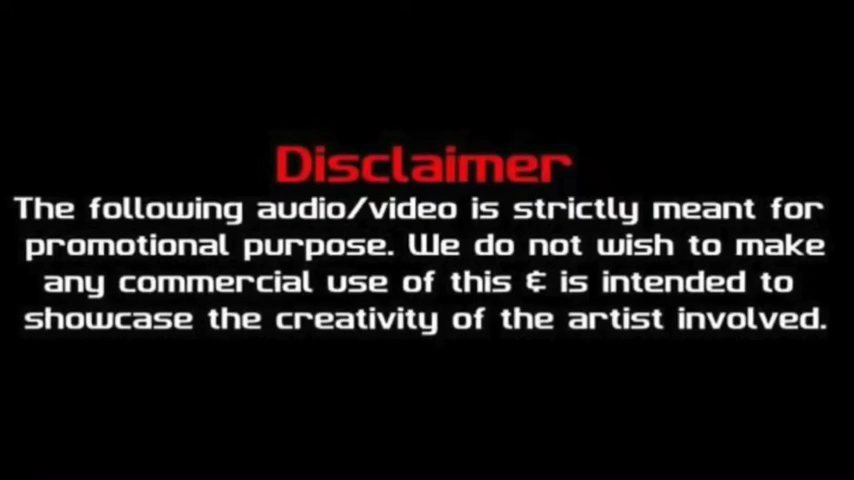 Disclaimer
The following audio/video is strictly meant for
promotional purpose. We do not wish to make
any commercial use of this & is intended to
showcase the creativity of the artist involved.